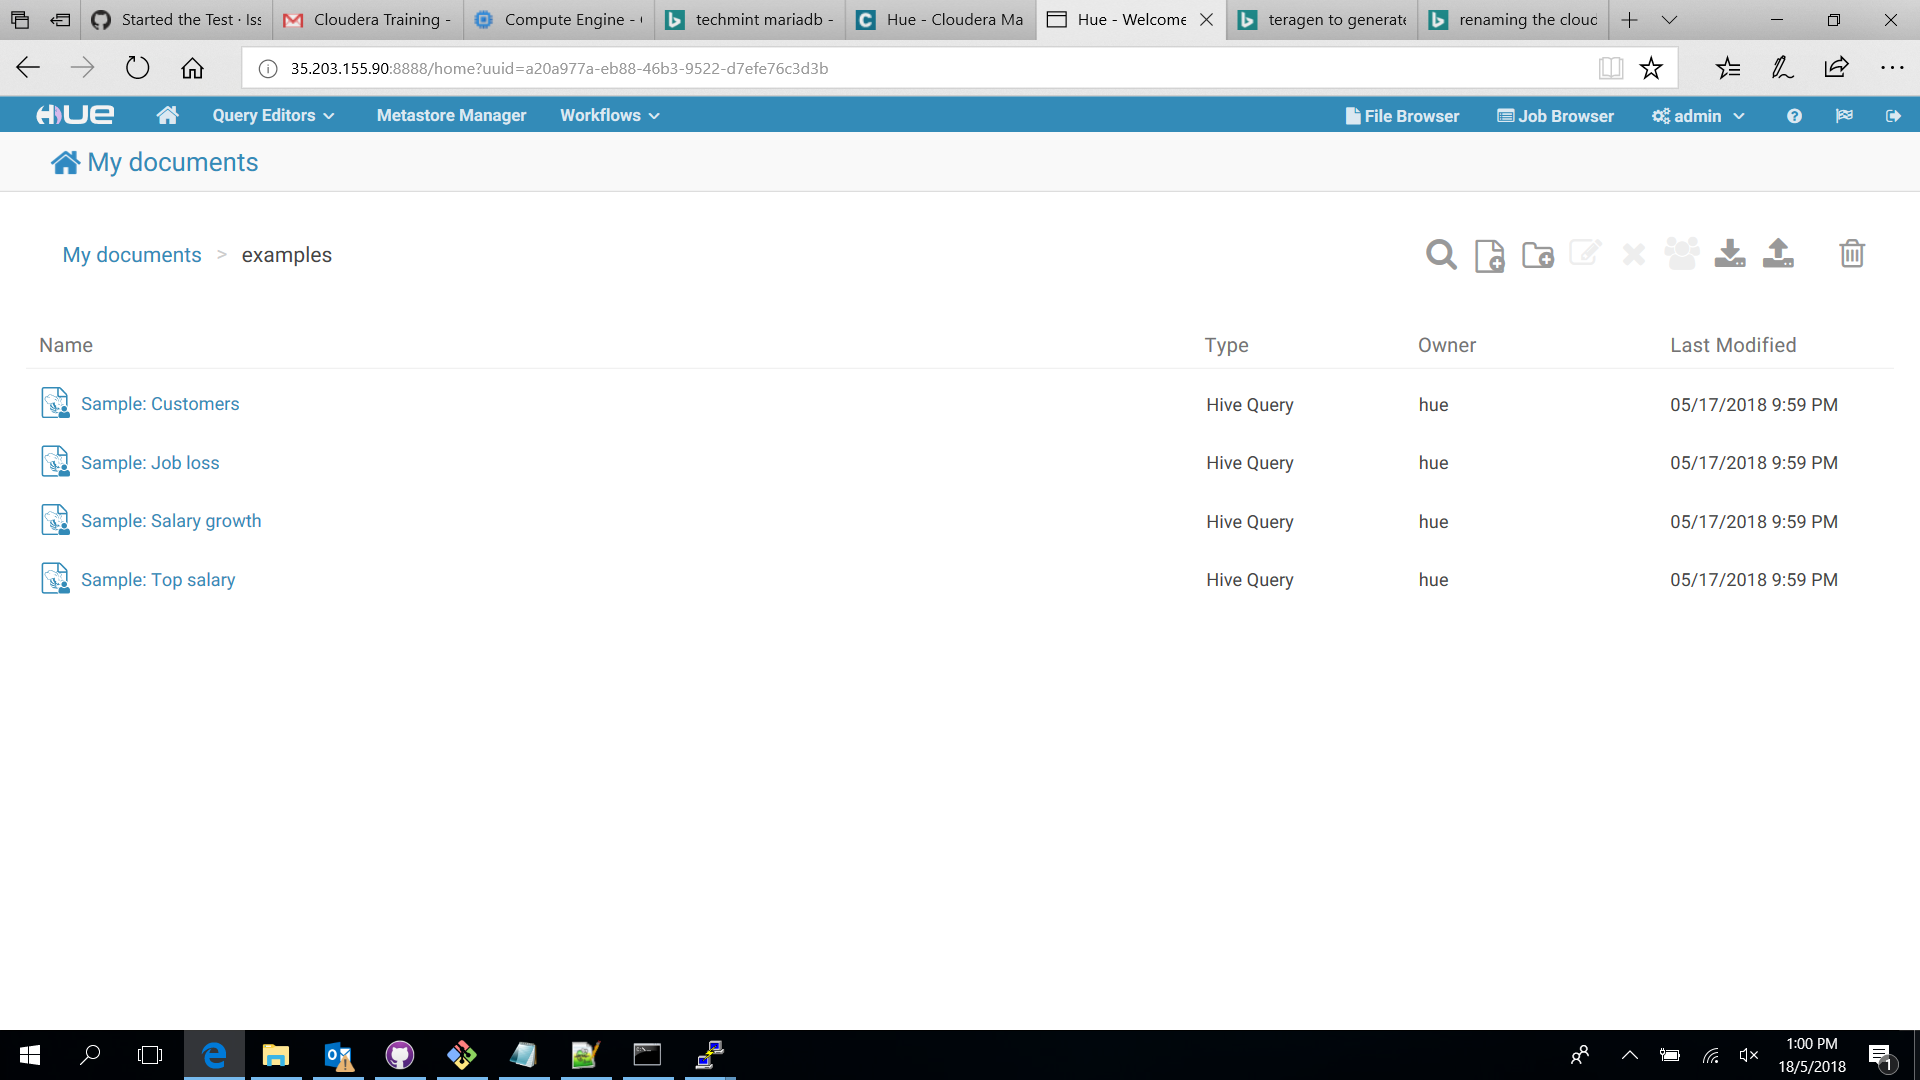 Started the Test · Iss
Cloudera Training -
Compute Engine -
techmint mariadb -
Hue - Cloudera Ma
Hue - Welcome
teragen to generate
renaming the cloud
35.203.155.90:8888/home?uuid=a20a977a-eb88-46b3-9522-d7efe76c3d3b
HUE Query Editors Metastore Manager Workflows File Browser Job Browser admin
My documents
My documents > examples
Name Type Owner Last Modified
Sample: Customers Hive Query hue 05/17/2018 9:59 PM
Sample: Job loss Hive Query hue 05/17/2018 9:59 PM
Sample: Salary growth Hive Query hue 05/17/2018 9:59 PM
Sample: Top salary Hive Query hue 05/17/2018 9:59 PM
1:00 PM
18/5/2018
1